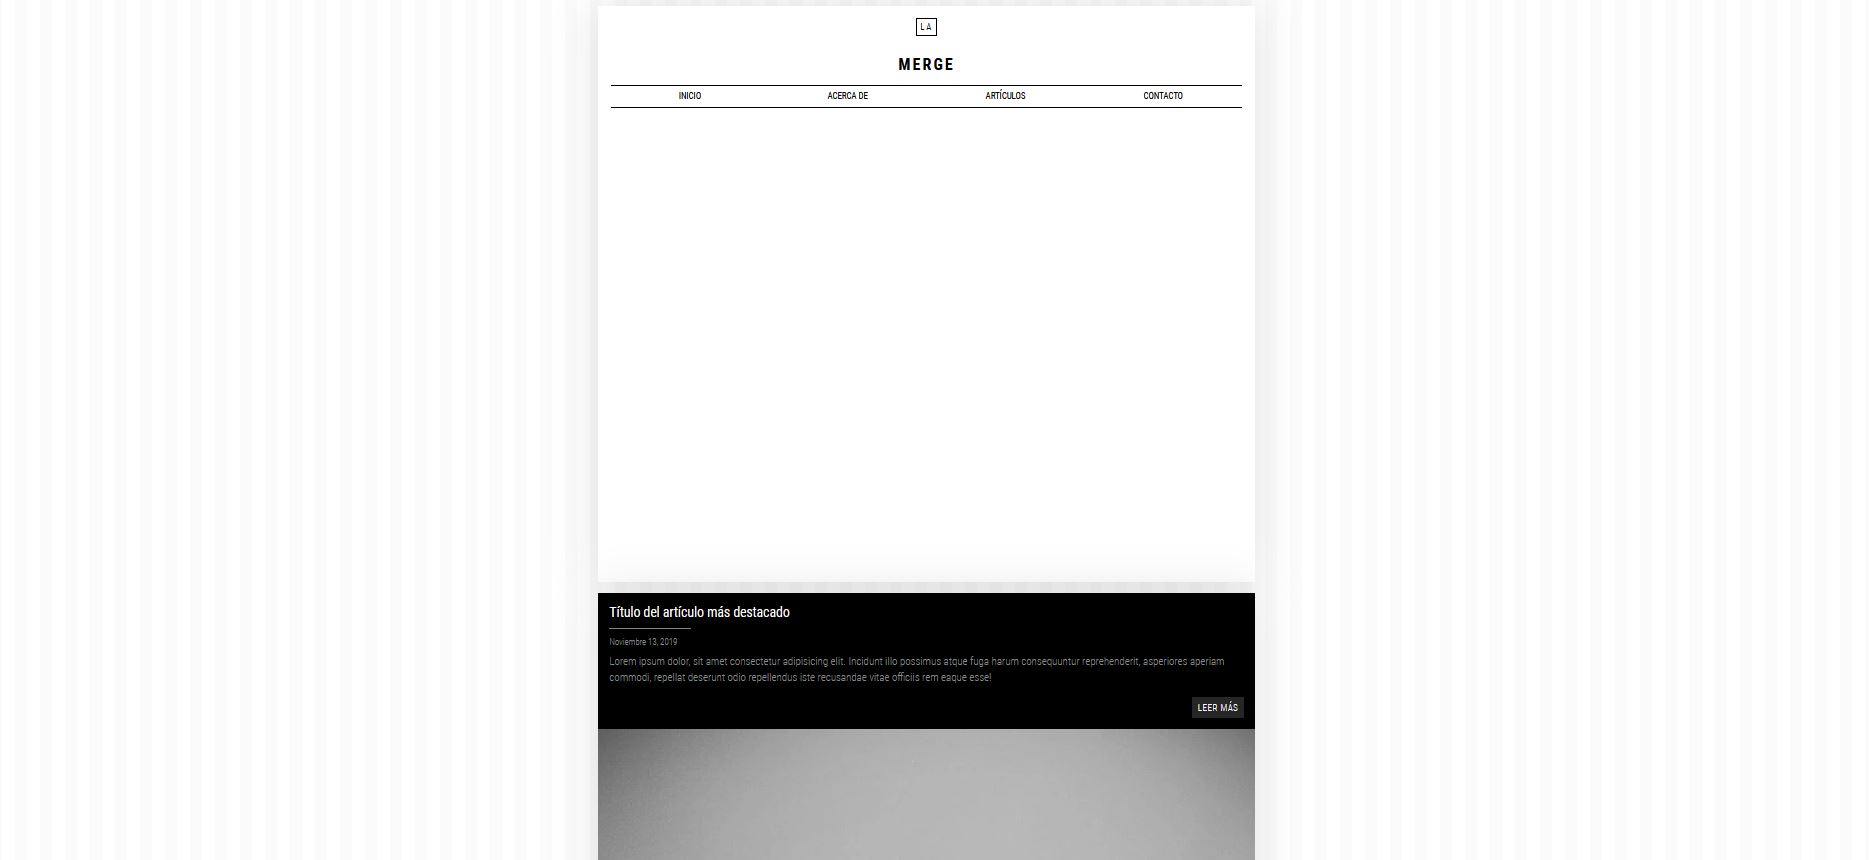 LA
MERGE
INICIO ACERCA DE ARTÍCULOS CONTACTO
Título del artículo más destacado
Noviembre 13, 2019
Lorem ipsum dolor, sit amet consectetur adipisicing elit. Incidunt illo possimus atque fuga harum consequuntur reprehenderit, asperiores aperiam
commodi, repellat deserunt odio repellendus iste recusandae vitae officiis rem eaque esse!
LEER MÁS